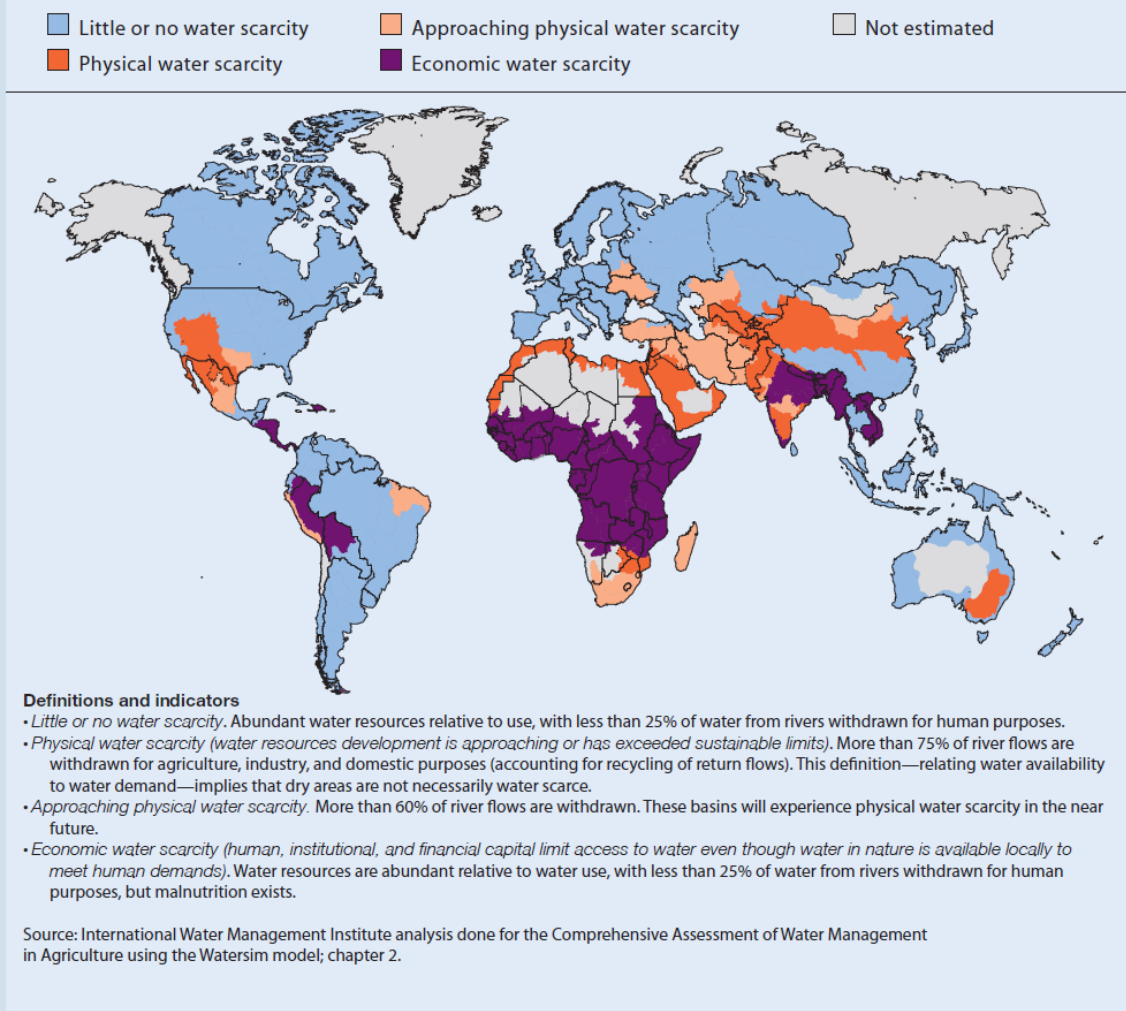 Little or no water scarcity
Approaching physical water scarcity
Not estimated
Physical water scarcity
Economic water scarcity
Definitions and indicators
• Little or no water scarcity. Abundant water resources relative to use, with less than 25% of water from rivers withdrawn for human purposes.
• Physical water scarcity (water resources development is approaching or has exceeded sustainable limits). More than 75% of river flows are
withdrawn for agriculture, industry, and domestic purposes (accounting for recycling of return flows). This definition—relating water availability
to water demand—implies that dry areas are not necessarily water scarce.
• Approaching physical water scarcity. More than 60% of river flows are withdrawn. These basins will experience physical water scarcity in the near
future.
• Economic water scarcity (human, institutional, and financial capital limit access to water even though water in nature is available locally to
meet human demands). Water resources are abundant relative to water use, with less than 25% of water from rivers withdrawn for human
purposes, but malnutrition exists.
Source: International Water Management Institute analysis done for the Comprehensive Assessment of Water Management
in Agriculture using the Watersim model; chapter 2.